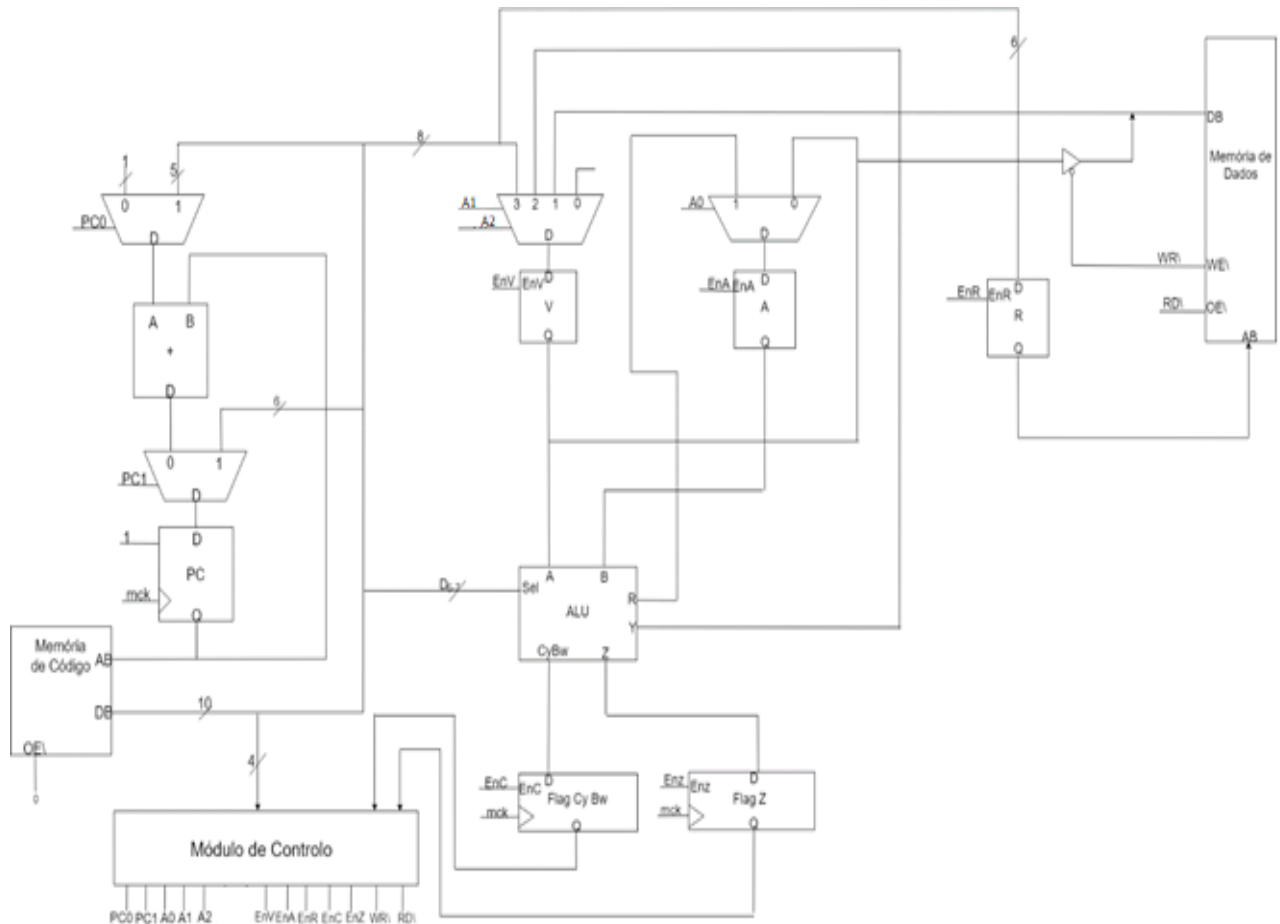 6
8
1
5
DB
Memória de
Dados
0
1
A1
3
2
1
0
A0
1
0
PC0
D
A2
D
D
WR\
WE\
EnV
EnV
D
V
Q
EnA
EnA
D
A
Q
EnR
EnR
D
R
Q
RD\
OE\
AB
A
B
+
D
6
0
1
PC1
D
1
D
PC
mck
Q
Sel
A
B
ALU
R
Y
CyBw
Z
Memória
de Código
AB
DB
10
OE\
0
4
EnC
EnC
D
Flag Cy Bw
mck
Q
Enz
Enz
D
Flag Z
mck
Q
Módulo de Controlo
PC0 PC1 A0 A1 A2 EnV EnA EnR EnC EnZ WR\ RD\